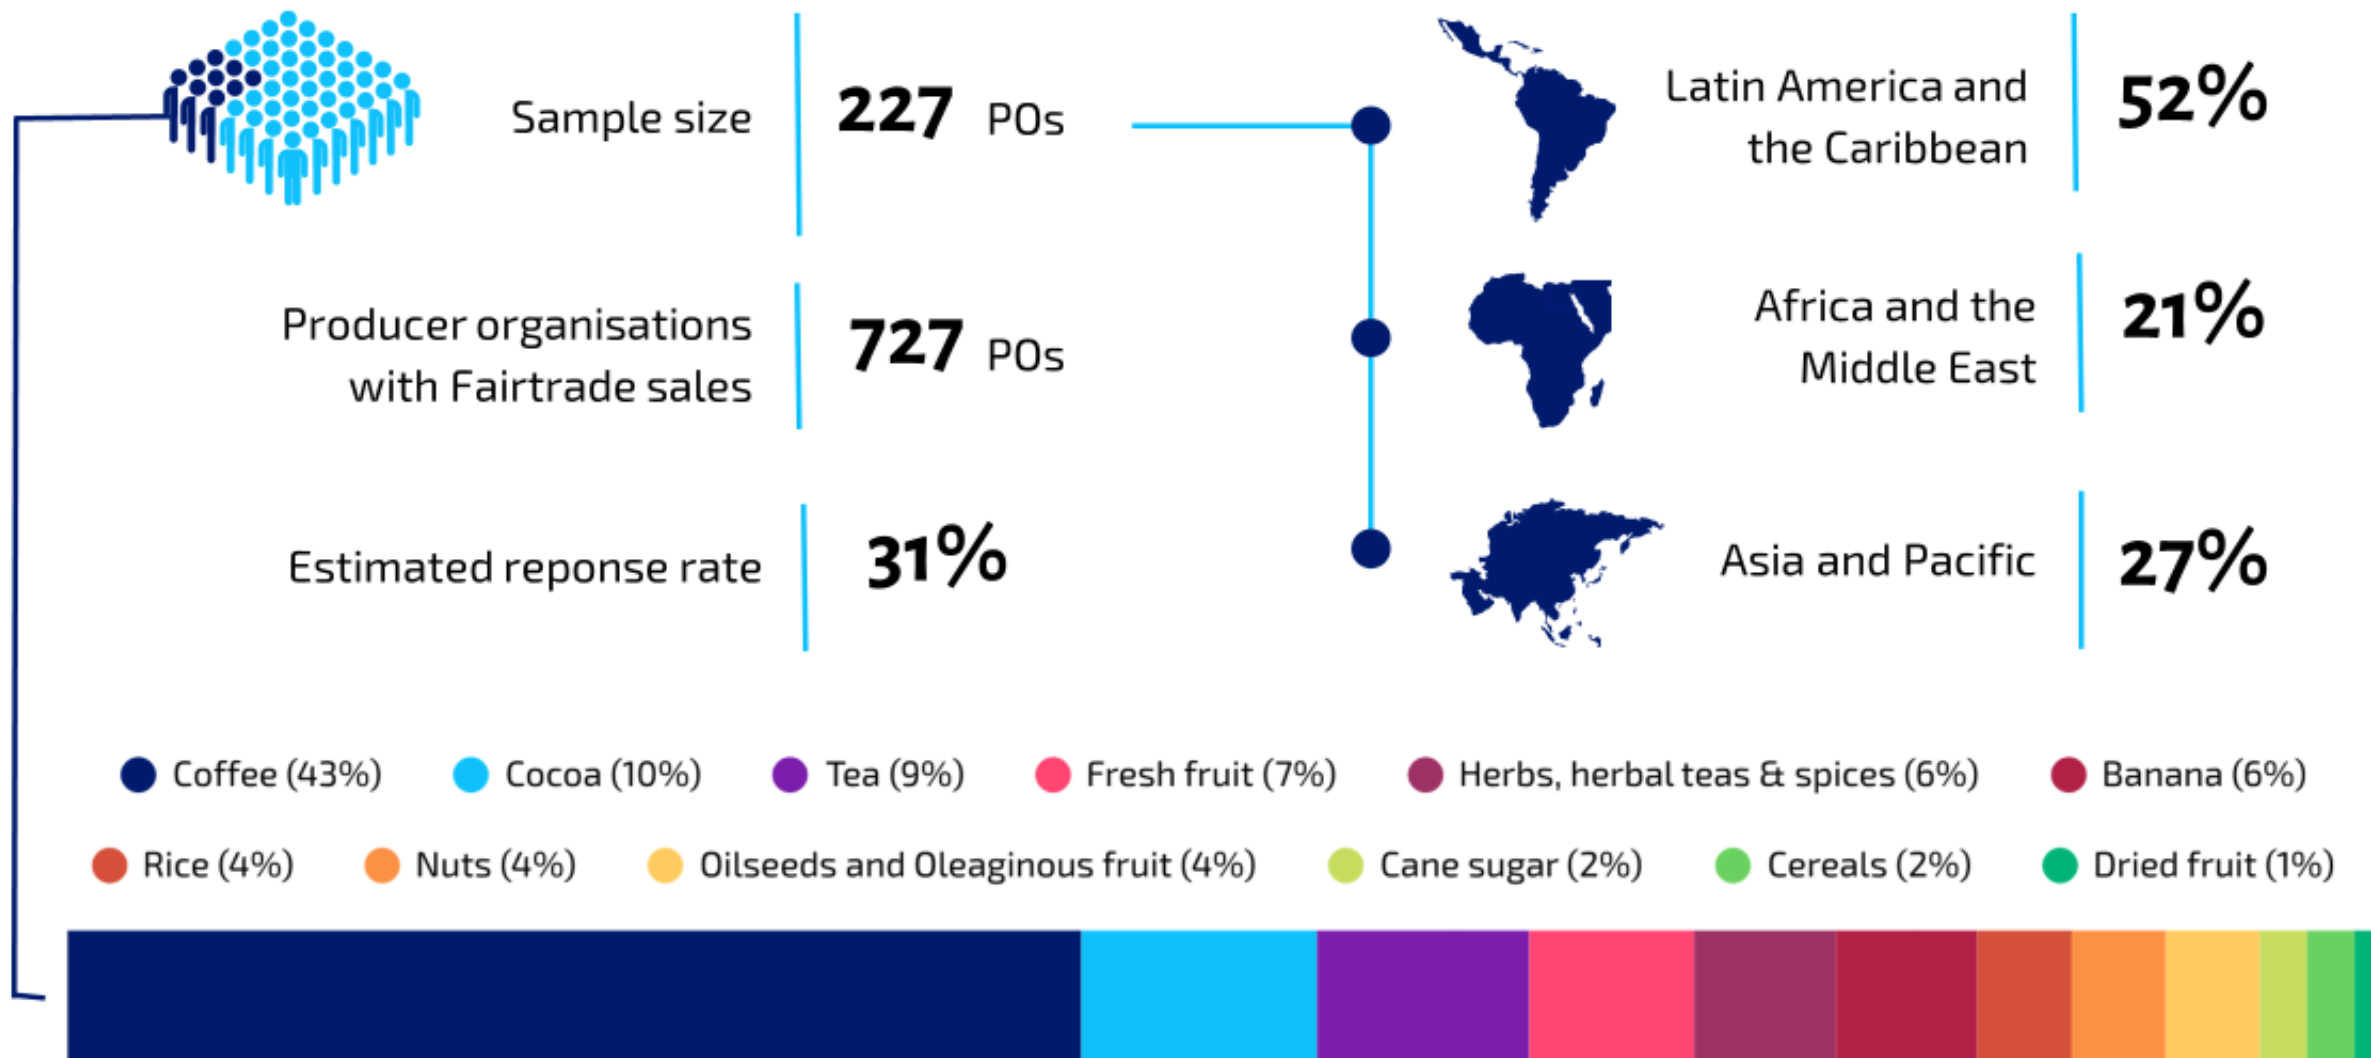 Sample size
227 POs
Latin America and
the Caribbean
52%
Producer organisations
with Fairtrade sales
727 POs
Africa and the
Middle East
21%
Estimated reponse rate
31%
Asia and Pacific
27%
Coffee (43%)
Cocoa (10%)
Tea (9%)
Fresh fruit (7%)
Herbs, herbal teas & spices (6%)
Banana (6%)
Rice (4%)
Nuts (4%)
Oilseeds and Oleaginous fruit (4%)
Cane sugar (2%)
Cereals (2%)
Dried fruit (1%)